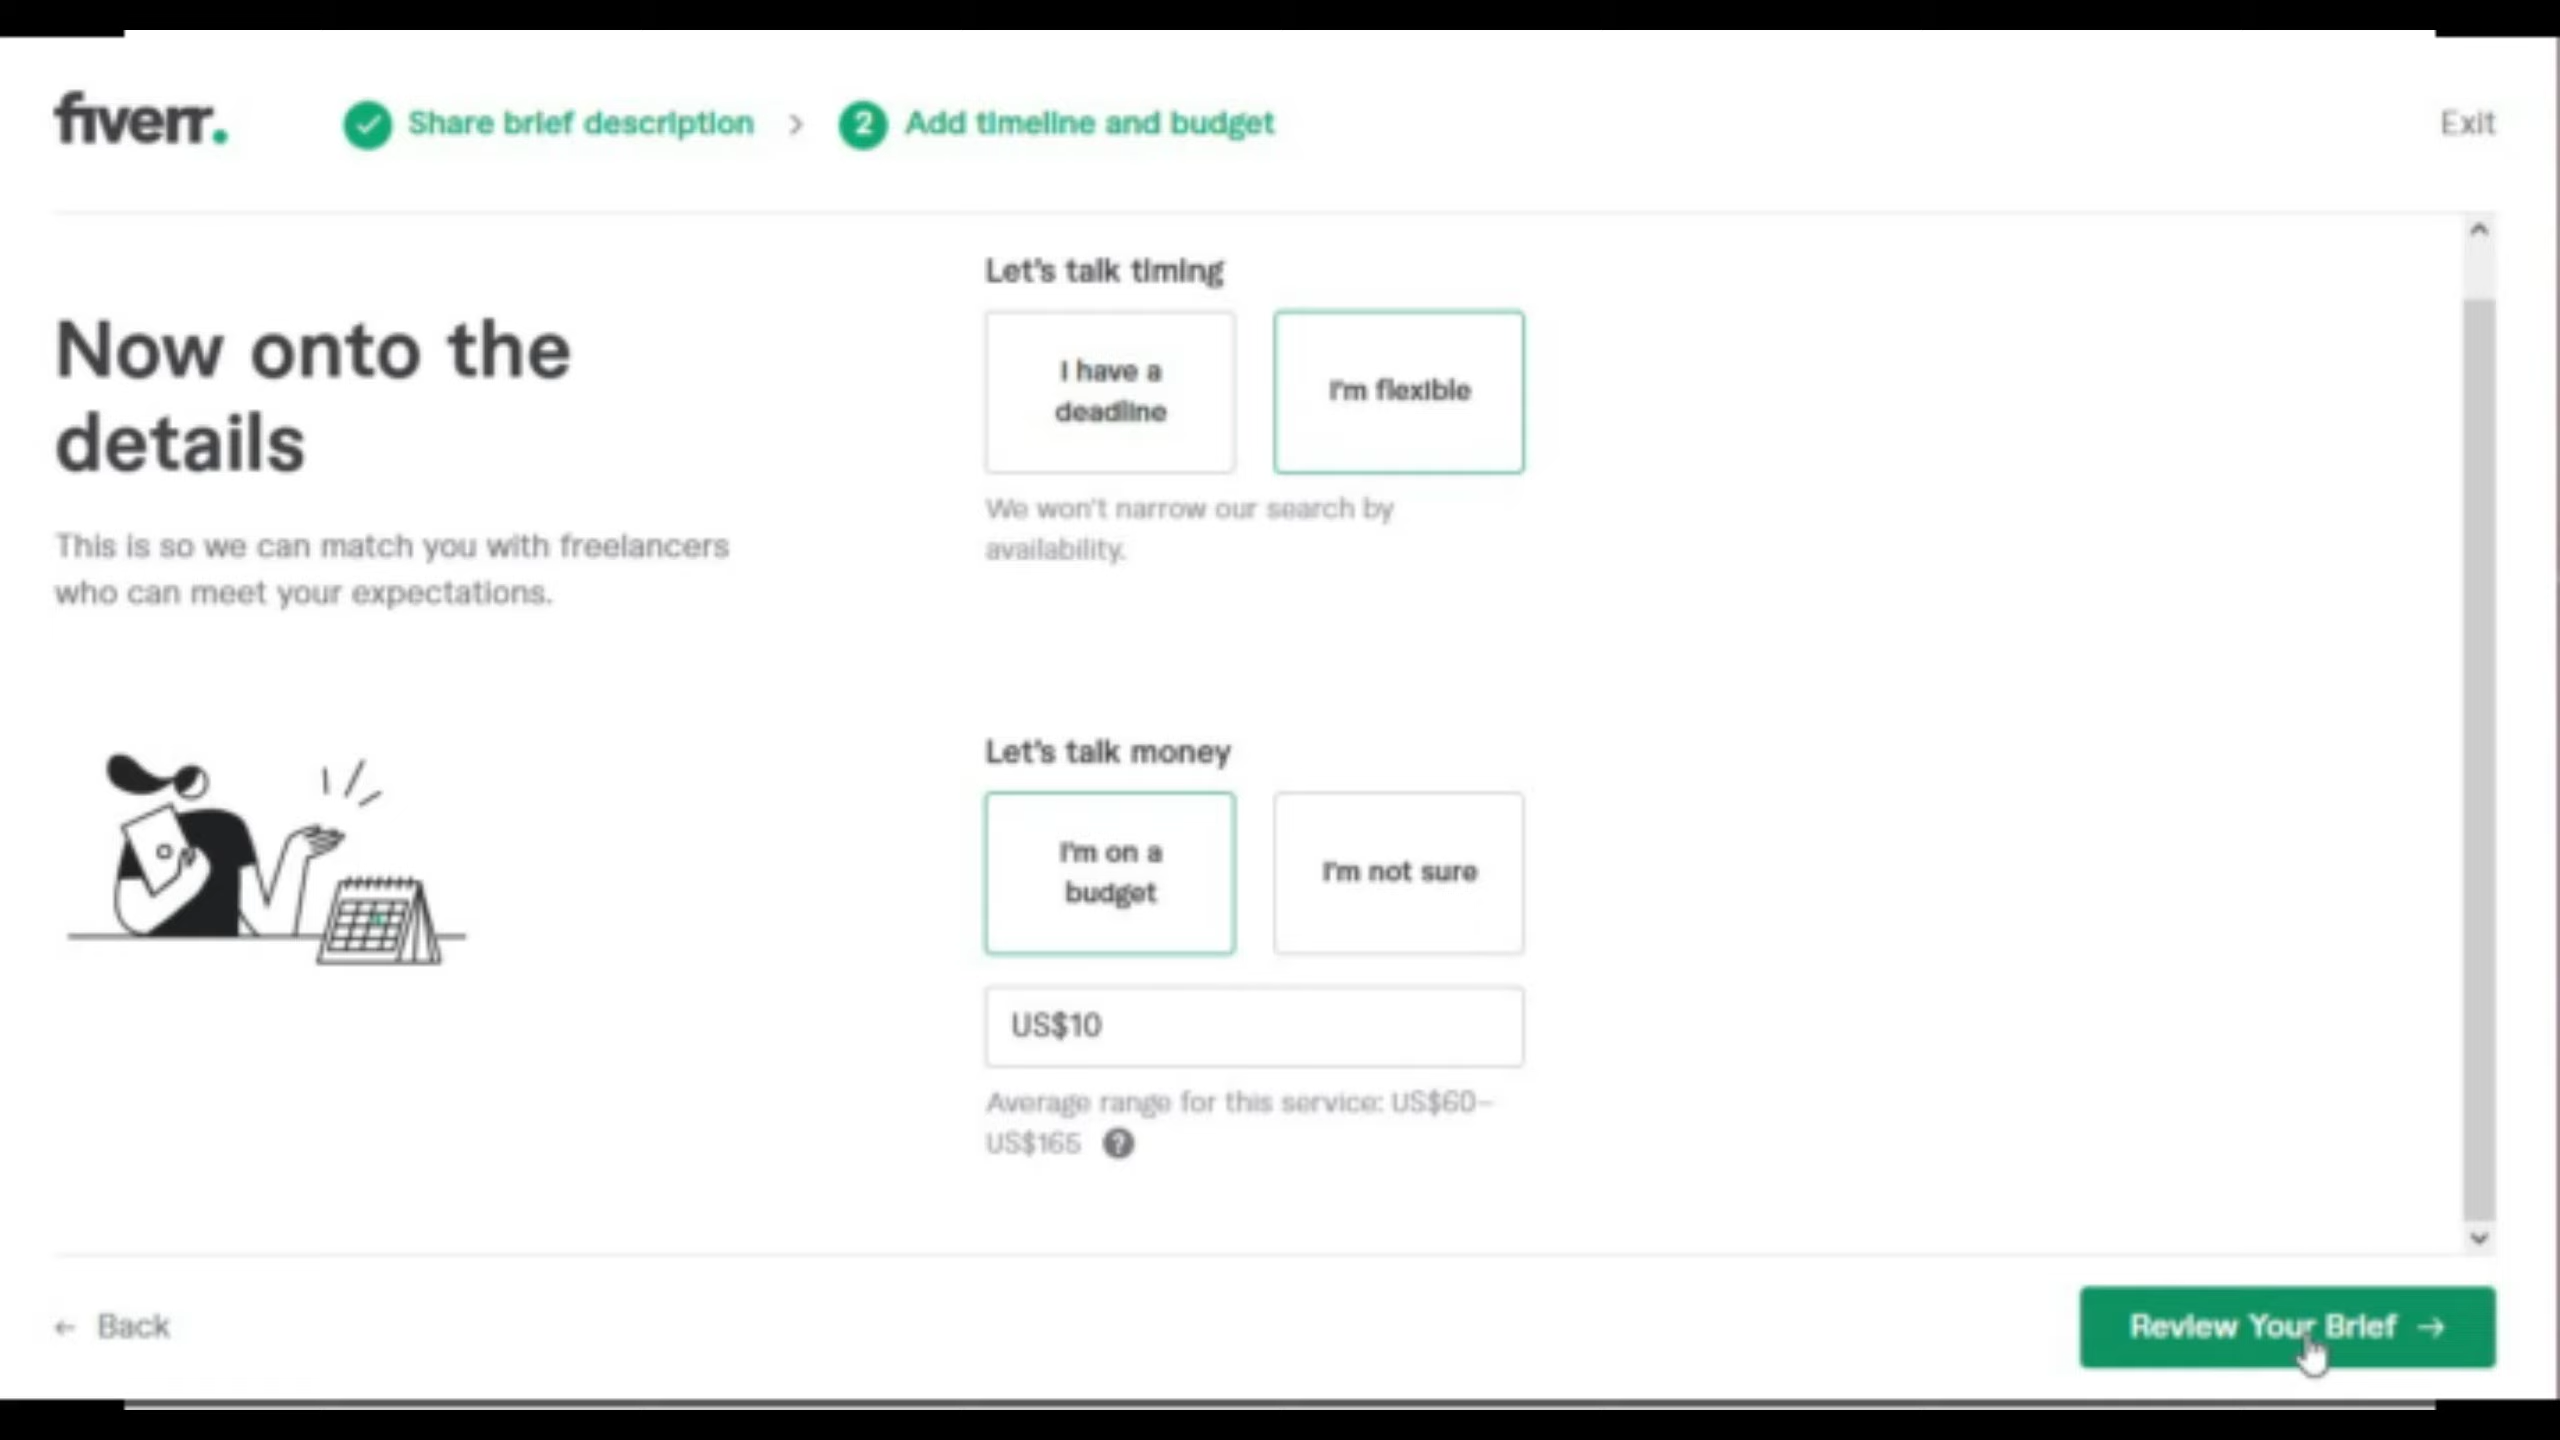 fiverr.
Share brief description
2 Add timeline and budget
Exit
Now onto the
details
This is so we can match you with freelancers
who can meet your expectations.
Let's talk timing
I have a
deadline
I'm flexible
We won't narrow our search by
availability.
Let's talk money
I'm on a
budget
I'm not sure
US$10
Average range for this service: US$60–
US$165 ?
← Back
Review Your Brief →